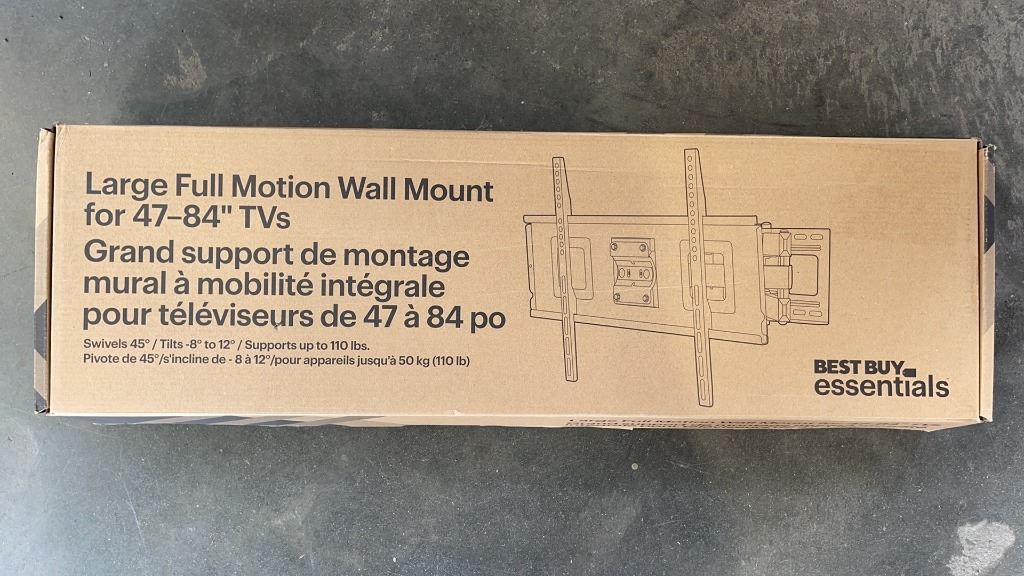 Large Full Motion Wall Mount
for 47–84" TVs
Grand support de montage
mural à mobilité intégrale
pour téléviseurs de 47 à 84 po
Swivels 45° / Tilts -8° to 12° / Supports up to 110 lbs.
Pivote de 45°/s'incline de - 8 à 12°/pour appareils jusqu'à 50 kg (110 lb)
BEST BUY
essentials